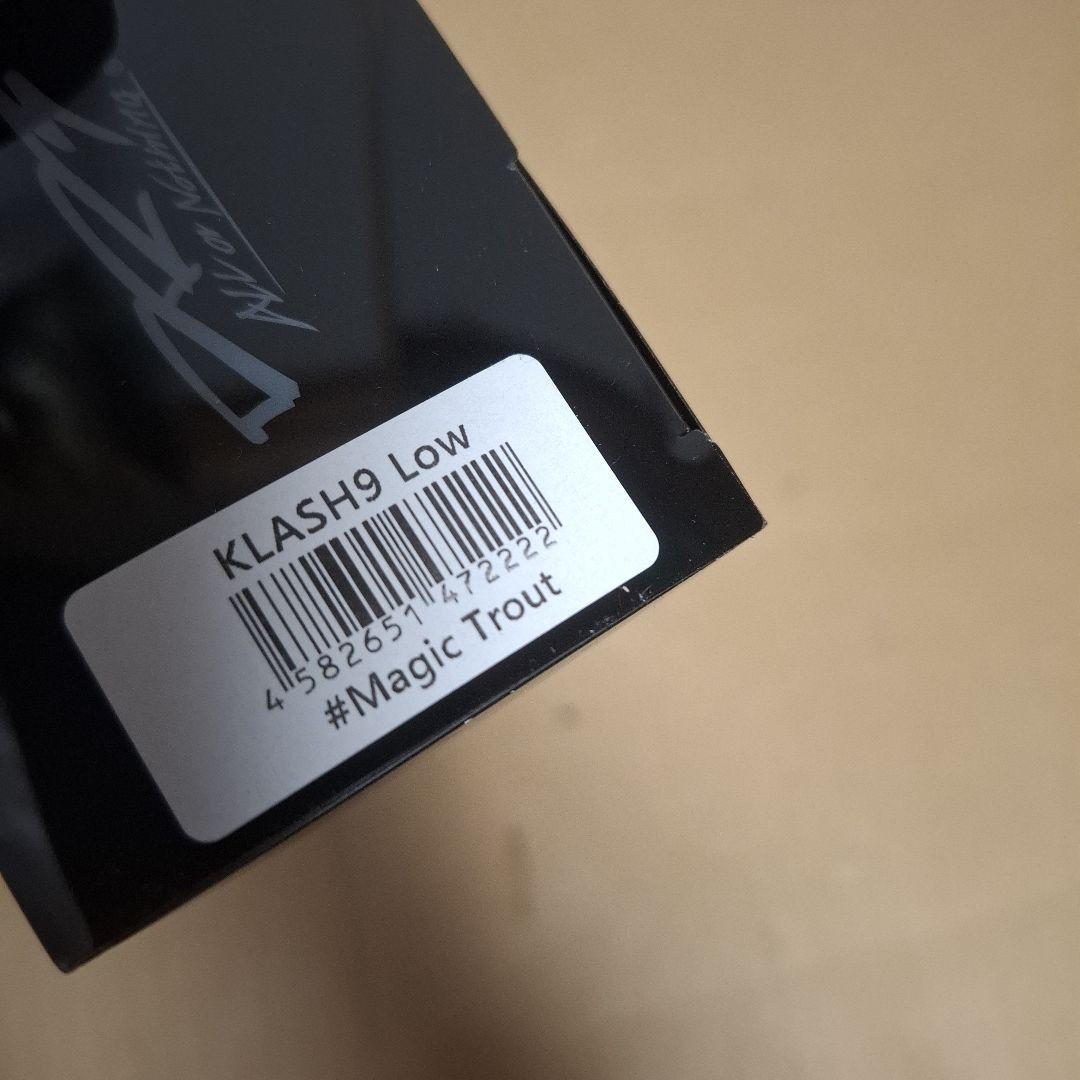 All or Nothing.
KLASH9 Low
4 582651 472222
#Magic Trout